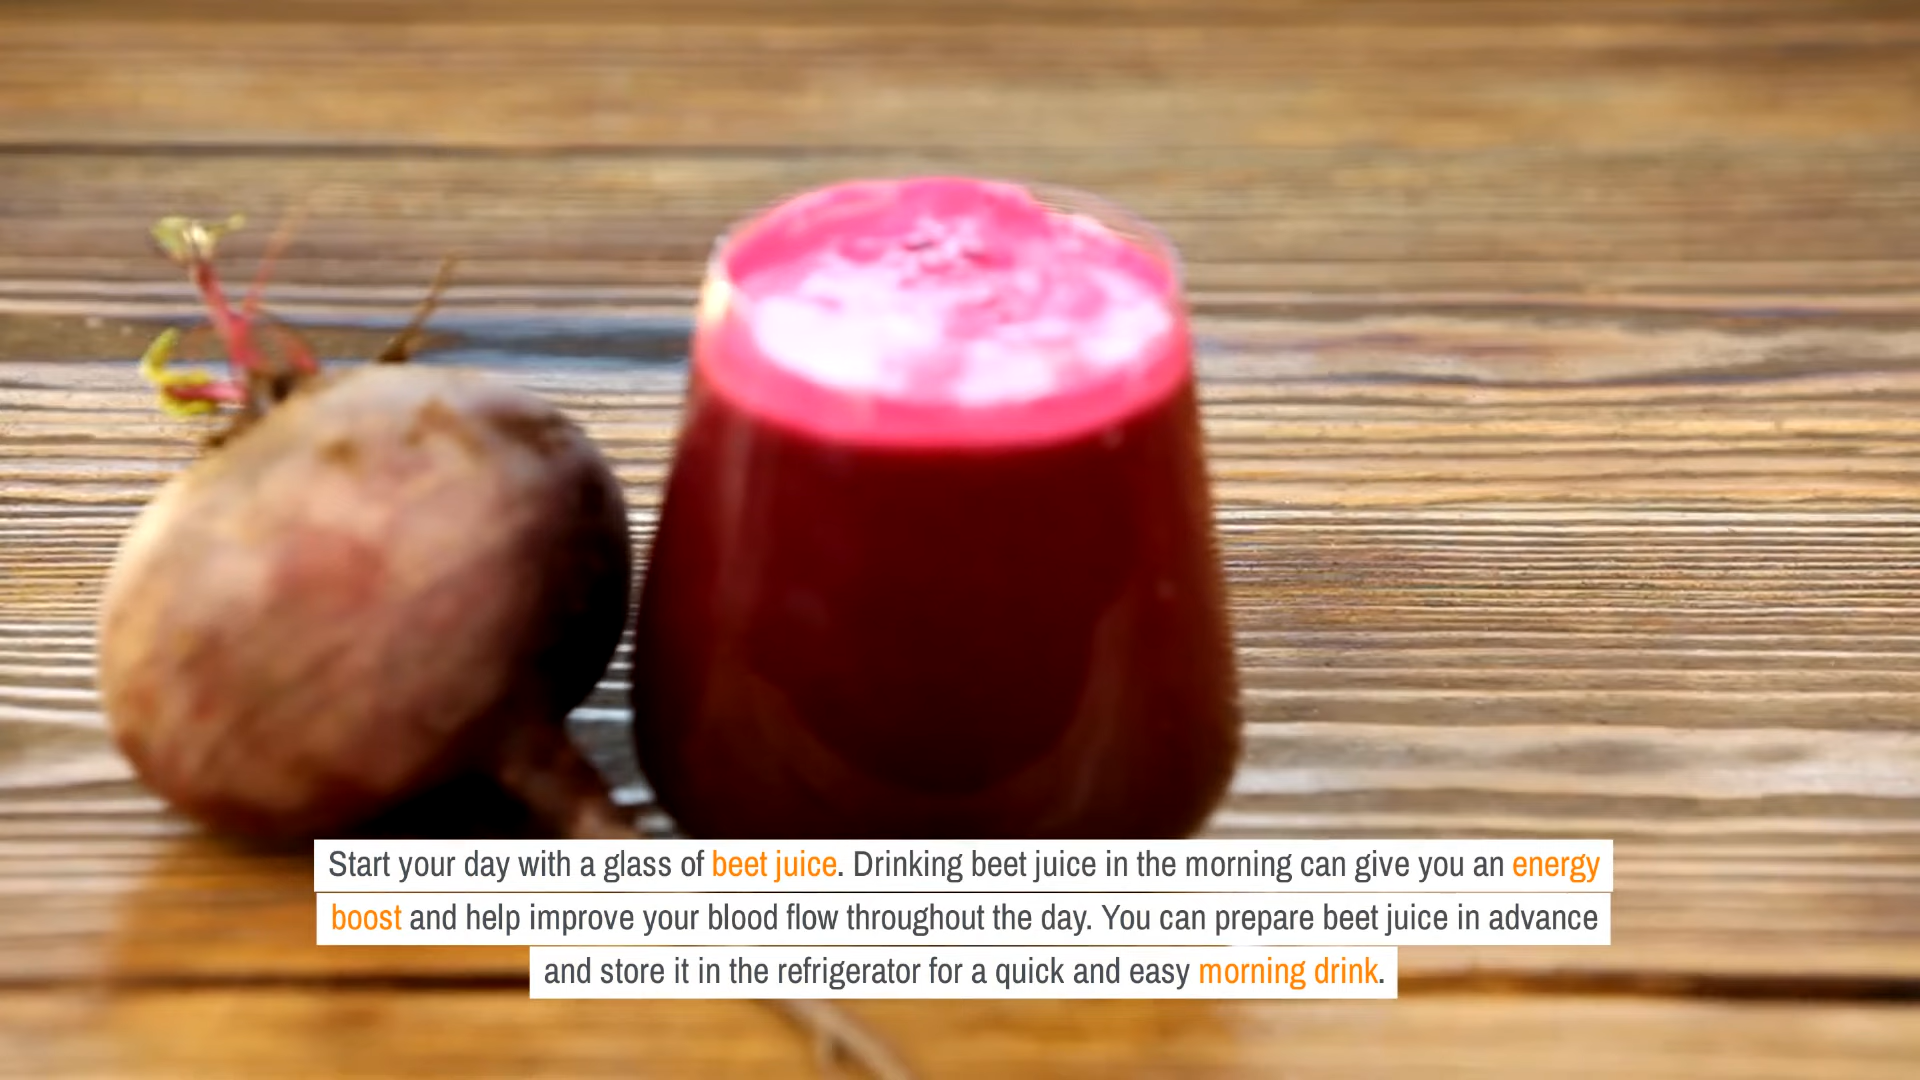 Start your day with a glass of beet juice. Drinking beet juice in the morning can give you an energy
boost and help improve your blood flow throughout the day. You can prepare beet juice in advance
and store it in the refrigerator for a quick and easy morning drink.